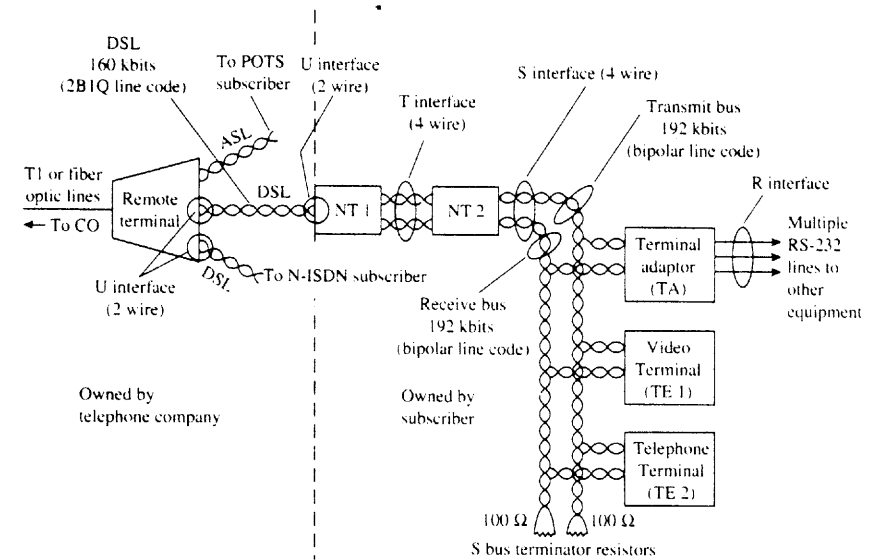 DSL
160 kbits
(2B1Q line code)
To POTS
subscriber
U interface
(2 wire)
T interface
(4 wire)
S interface (4 wire)
Transmit bus
192 kbits
(bipolar line code)
ASL
T1 or fiber
optic lines
To CO
Remote
terminal
DSL
NT 1
NT 2
R interface
Terminal
adaptor
(TA)
Multiple
RS-232
lines to
other
equipment
DSL
To N-ISDN subscriber
U interface
(2 wire)
Receive bus
192 kbits
(bipolar line code)
Video
Terminal
(TE 1)
Owned by
telephone company
Owned by
subscriber
Telephone
Terminal
(TE 2)
100 Ω
100 Ω
S bus terminator resistors